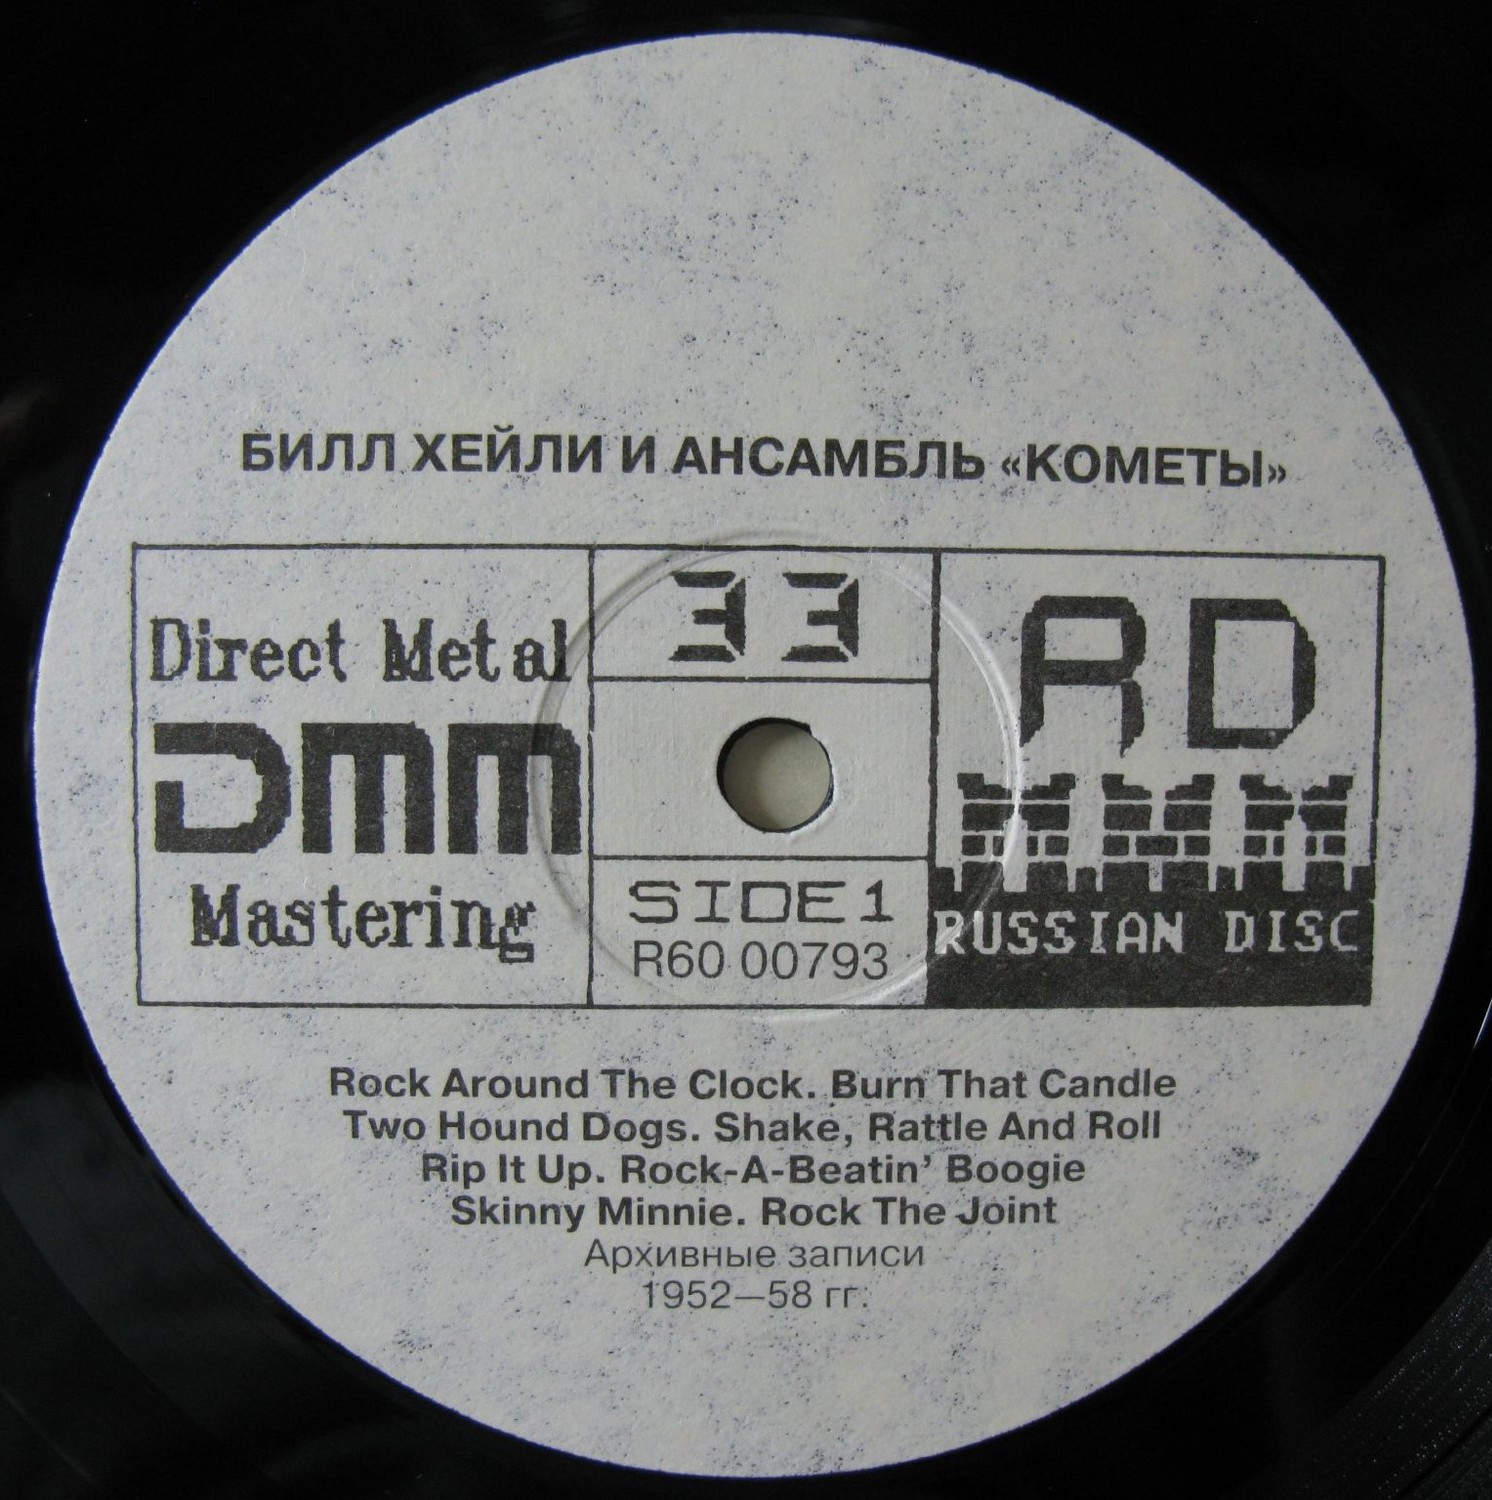 БИЛЛ ХЕЙЛИ И АНСАМБЛЬ «КОМЕТЫ»
Direct Metal
DMM
Mastering
33
SIDE 1
R60 00793
RD
RUSSIAN DISC
Rock Around The Clock. Burn That Candle
Two Hound Dogs. Shake, Rattle And Roll
Rip It Up. Rock-A-Beatin’ Boogie
Skinny Minnie. Rock The Joint
Архивные записи
1952—58 гг.